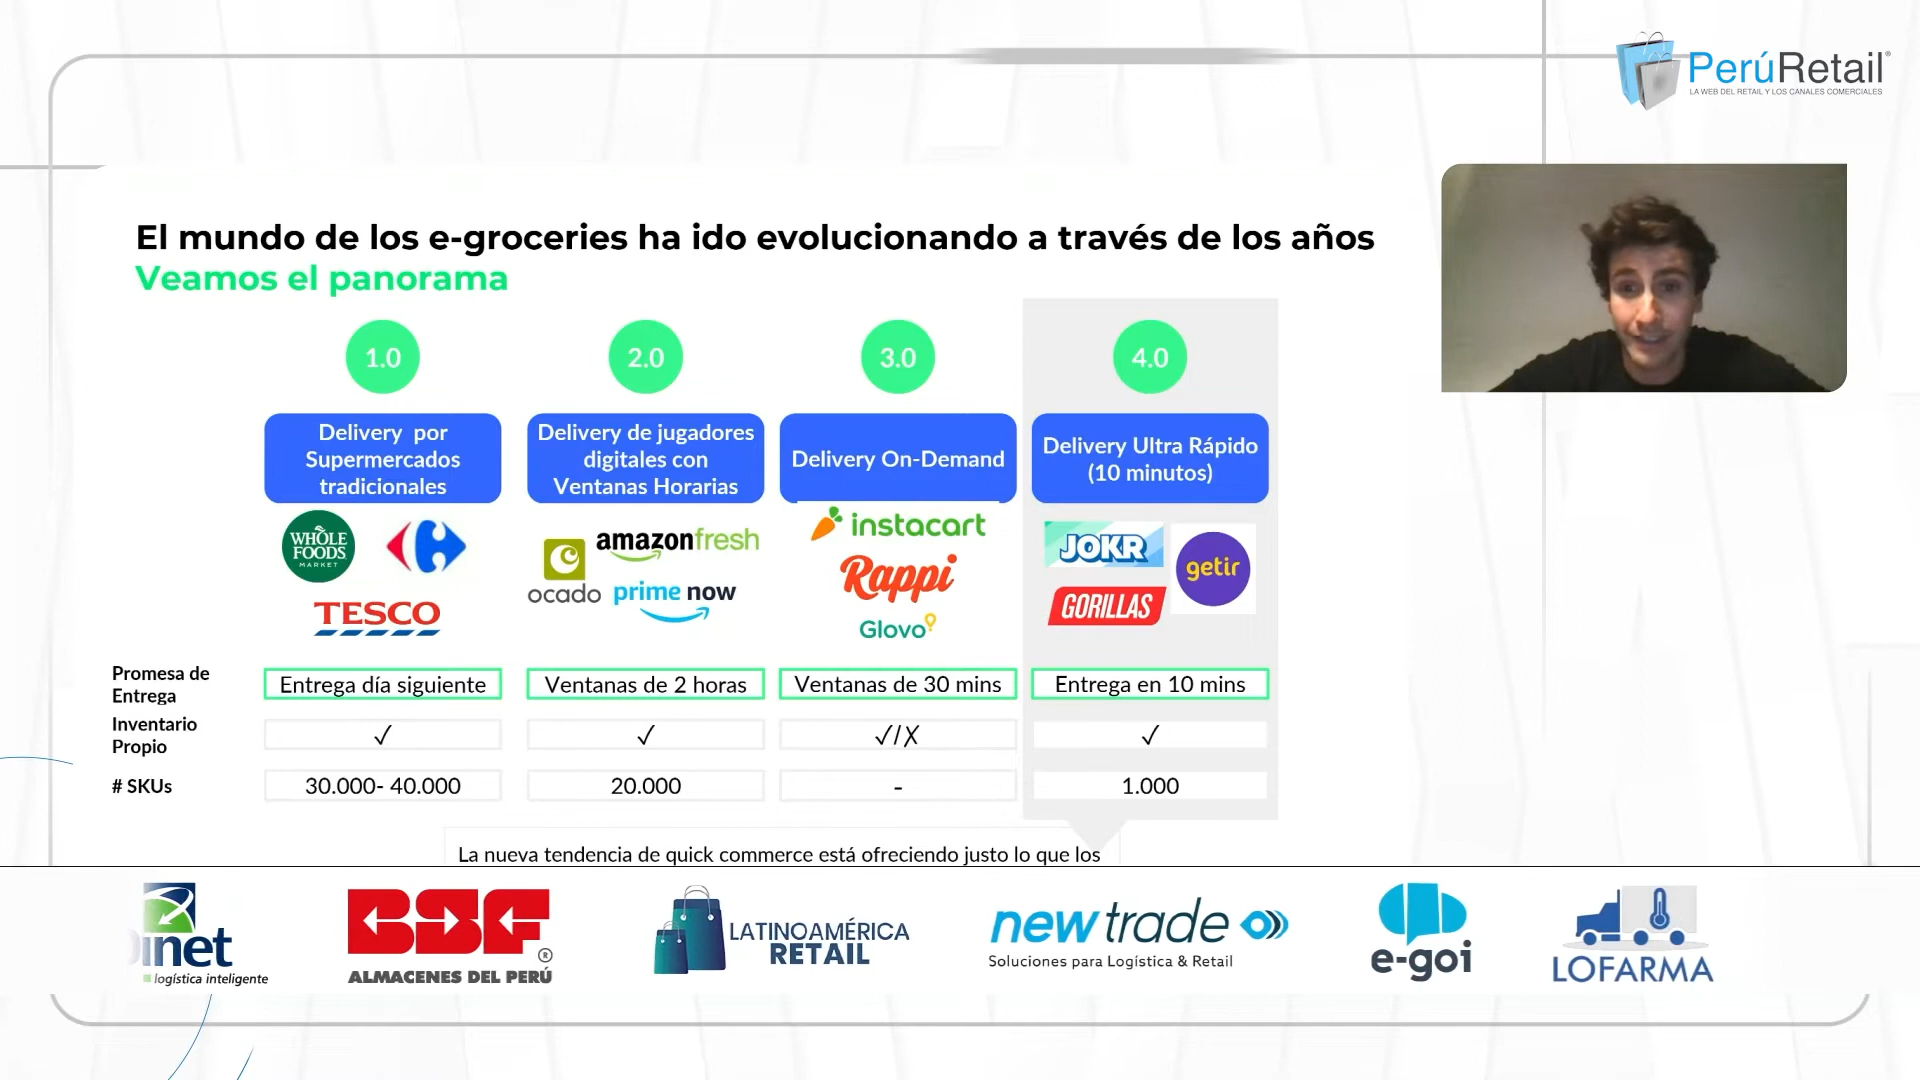 PerúRetail®
LA WEB DEL RETAIL Y LOS CANALES COMERCIALES
El mundo de los e-groceries ha ido evolucionando a través de los años
Veamos el panorama
1.0
2.0
3.0
4.0
Delivery por
Supermercados
tradicionales
Delivery de jugadores
digitales con
Ventanas Horarias
Delivery On-Demand
Delivery Ultra Rápido
(10 minutos)
WHOLE
FOODS
MARKET
TESCO
ocado
amazonfresh
prime now
instacart
Rappi
Glovo
JOKR
getir
GORILLAS
Promesa de
Entrega
Entrega día siguiente
Ventanas de 2 horas
Ventanas de 30 mins
Entrega en 10 mins
Inventario
Propio
✓
✓
✓/X
✓
# SKUs
30.000- 40.000
20.000
-
1.000
La nueva tendencia de quick commerce está ofreciendo justo lo que los
inet
logística inteligente
CSF®
ALMACENES DEL PERÚ
LATINOAMÉRICA
RETAIL
newtrade
Soluciones para Logística & Retail
e-goi
LOFARMA